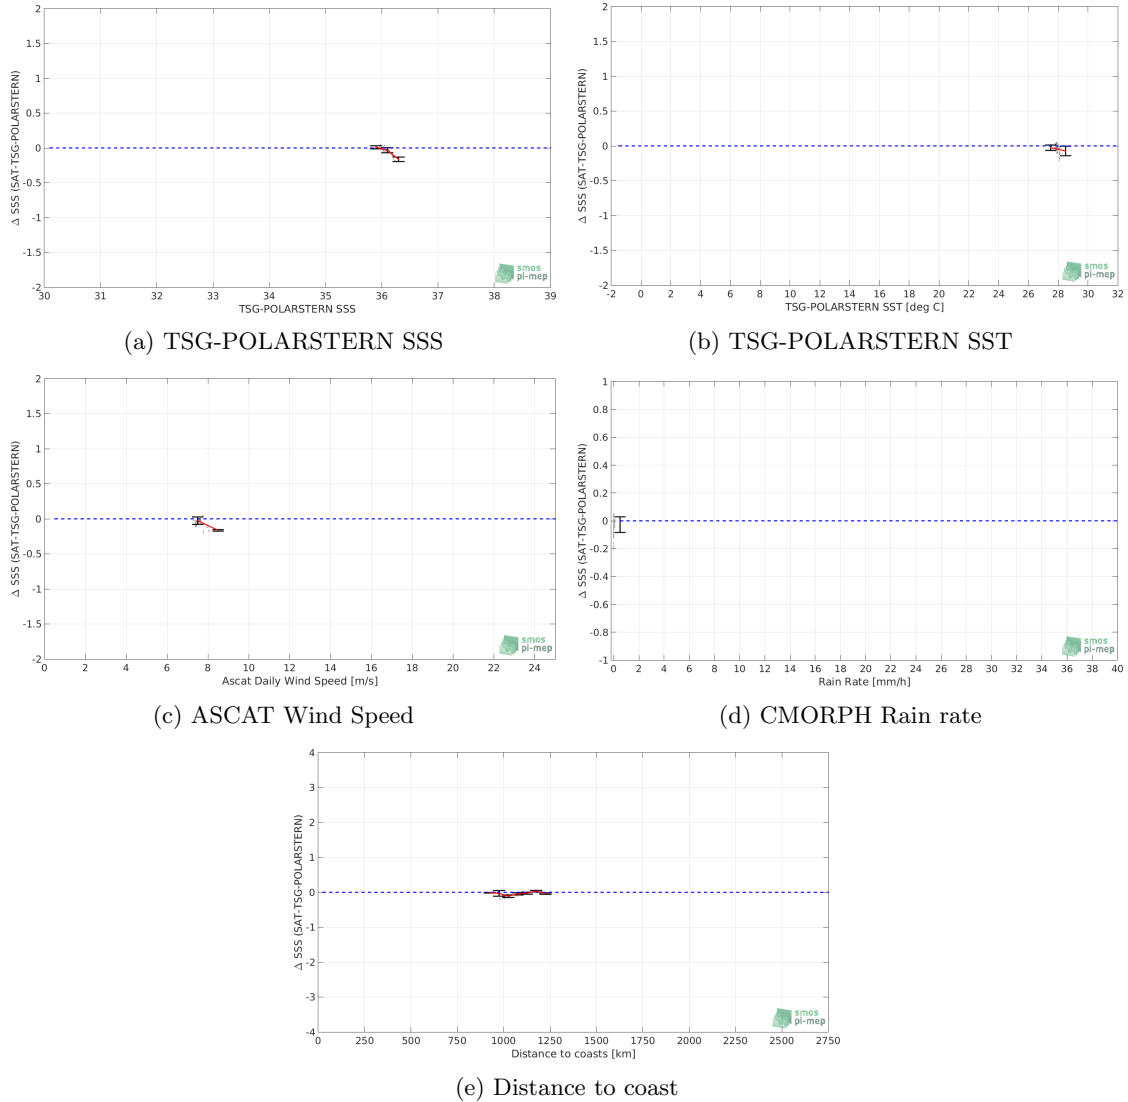 2
1.5
1
0.5
0
-0.5
-1
-1.5
-2
Δ SSS (SAT-TSG-POLARSTERN)
30 31 32 33 34 35 36 37 38 39
TSG-POLARSTERN SSS
smos
pi-mep
(a) TSG-POLARSTERN SSS
2
1.5
1
0.5
0
-0.5
-1
-1.5
-2
Δ SSS (SAT-TSG-POLARSTERN)
-2 0 2 4 6 8 10 12 14 16 18 20 22 24 26 28 30 32
TSG-POLARSTERN SST [deg C]
smos
pi-mep
(b) TSG-POLARSTERN SST
2
1.5
1
0.5
0
-0.5
-1
-1.5
-2
Δ SSS (SAT-TSG-POLARSTERN)
0 2 4 6 8 10 12 14 16 18 20 22 24
Ascat Daily Wind Speed [m/s]
smos
pi-mep
(c) ASCAT Wind Speed
1
0.8
0.6
0.4
0.2
0
-0.2
-0.4
-0.6
-0.8
-1
Δ SSS (SAT-TSG-POLARSTERN)
0 2 4 6 8 10 12 14 16 18 20 22 24 26 28 30 32 34 36 38 40
Rain Rate [mm/h]
smos
pi-mep
(d) CMORPH Rain rate
4
3
2
1
0
-1
-2
-3
-4
Δ SSS (SAT-TSG-POLARSTERN)
0 250 500 750 1000 1250 1500 1750 2000 2250 2500 2750
Distance to coasts [km]
smos
pi-mep
(e) Distance to coast